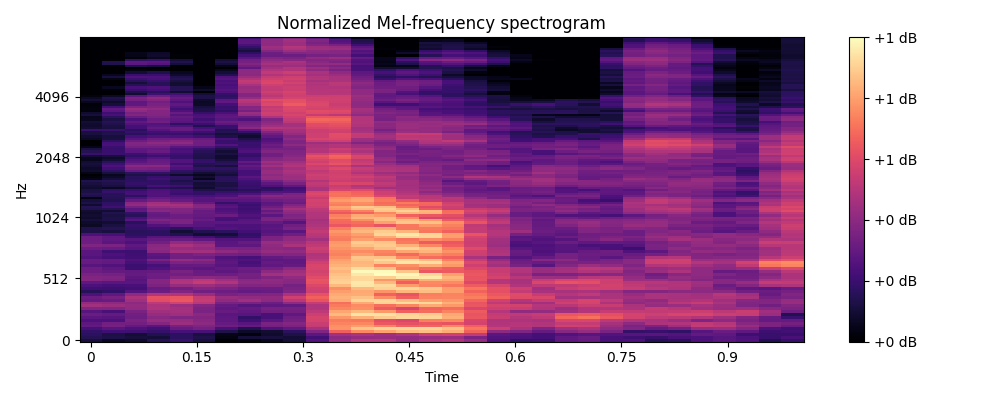 Normalized Mel-frequency spectrogram
Hz
4096
2048
1024
512
0
0 0.15 0.3 0.45 0.6 0.75 0.9
Time
+1 dB
+1 dB
+1 dB
+0 dB
+0 dB
+0 dB